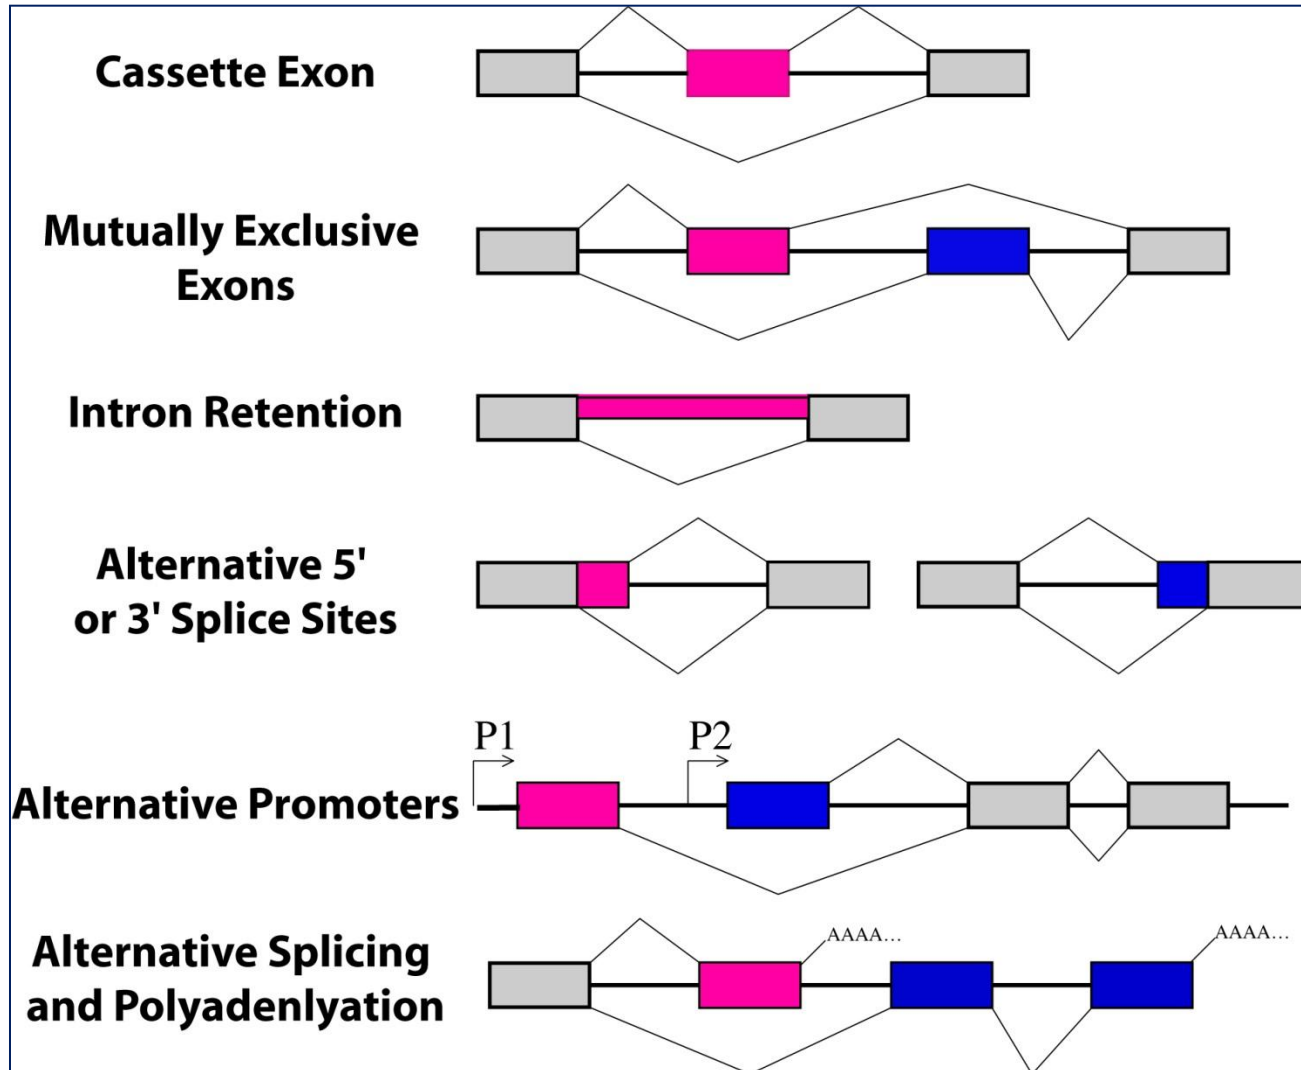 Cassette Exon
Mutually Exclusive
Exons
Intron Retention
Alternative 5'
or 3' Splice Sites
P1
P2
Alternative Promoters
AAAA...
AAAA...
Alternative Splicing
and Polyadenlyation